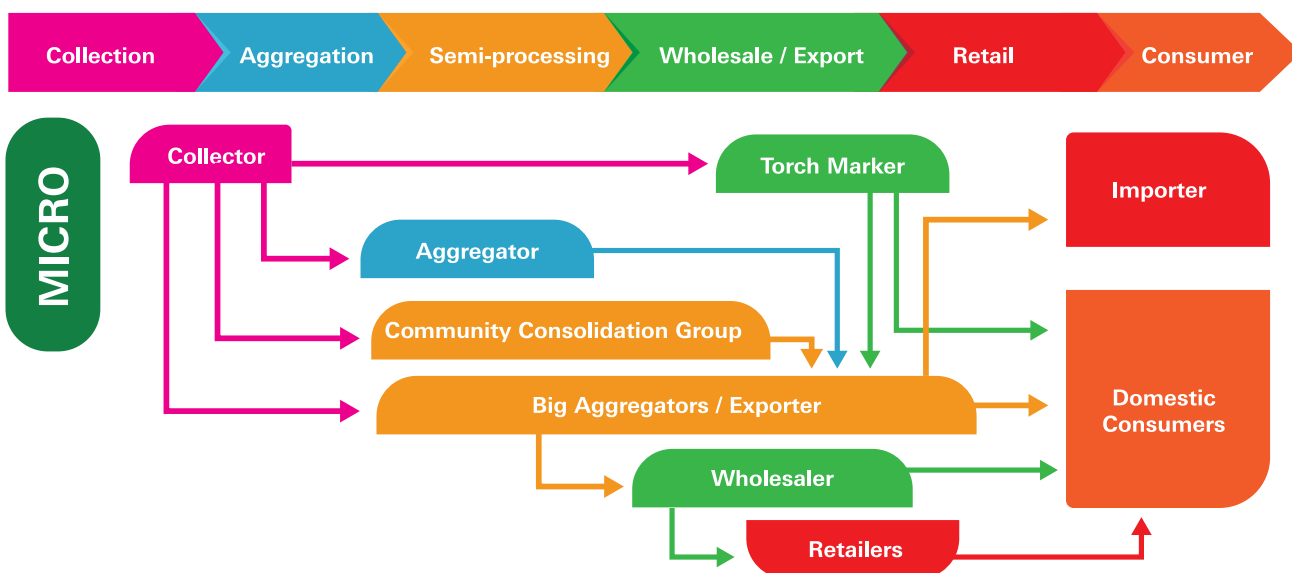 Collection
Aggregation
Semi-processing
Wholesale / Export
Retail
Consumer
MICRO
Collector
Torch Marker
Importer
Aggregator
Community Consolidation Group
Big Aggregators / Exporter
Domestic
Consumers
Wholesaler
Retailers